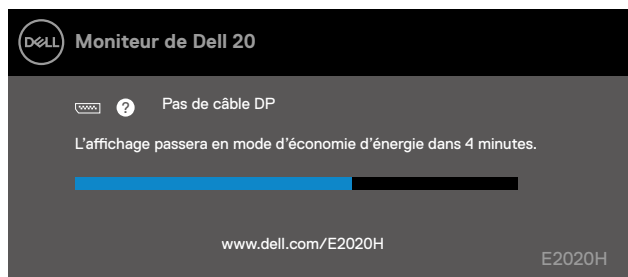 DELL Moniteur de Dell 20
? Pas de câble DP
L'affichage passera en mode d'économie d'énergie dans 4 minutes.
www.dell.com/E2020H
E2020H